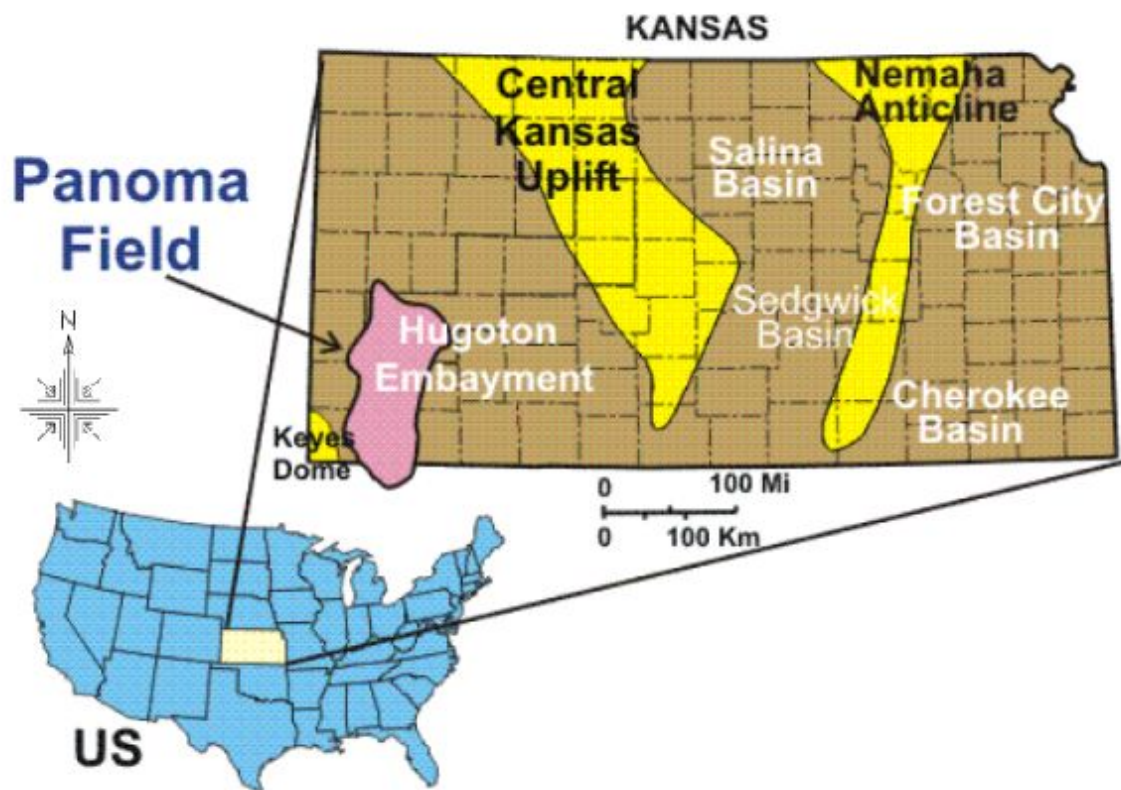 KANSAS
Central
Kansas
Uplift
Nemaha
Anticline
Salina
Basin
Panoma
Field
Forest City
Basin
Sedgwick
Basin
Hugoton
Embayment
Cherokee
Basin
N
Keyes
Dome
0 100 Mi
0 100 Km
US